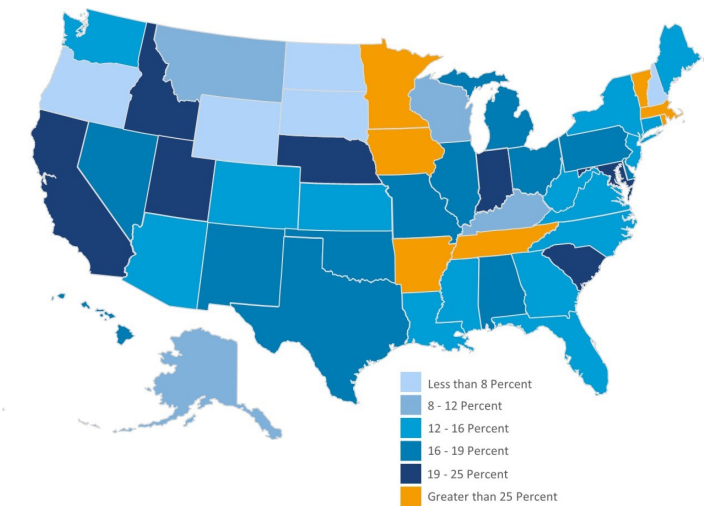 Less than 8 Percent
8 - 12 Percent
12 - 16 Percent
16 - 19 Percent
19 - 25 Percent
Greater than 25 Percent